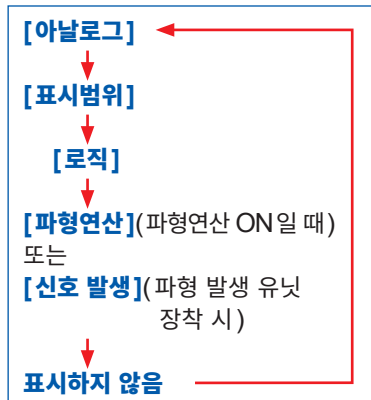 [아날로그]
[표시범위]
[로직]
[파형연산](파형연산 ON일 때)
또는
[신호 발생](파형 발생 유닛
장착 시)
표시하지 않음